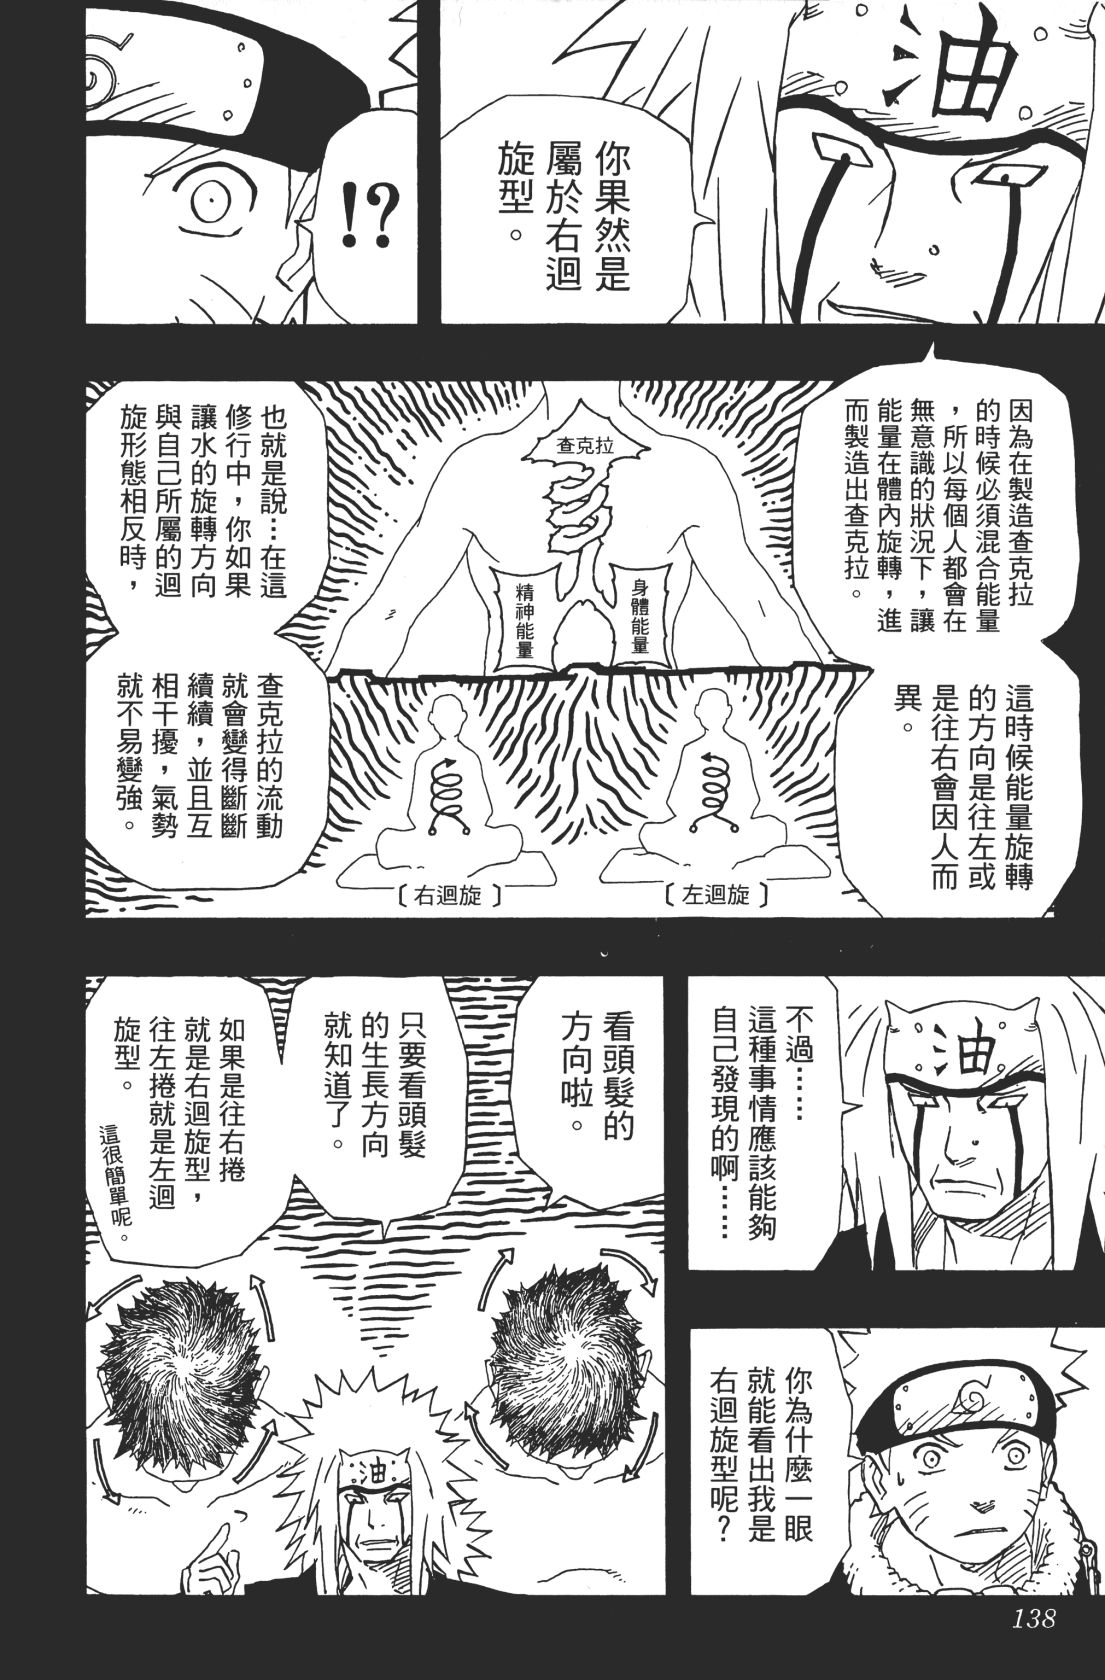 油
你果然是
屬於右迴
旋型。
!?
因為在製造查克拉
的時候必須混合能量
，所以每個人都會在
無意識的狀況下，讓
能量在體內旋轉，進
而製造出查克拉。
這時候能量旋轉
的方向是往左或
是往右會因人而
異。
查克拉
身體能量
精神能量
〔左迴旋〕
〔右迴旋〕
也就是說…在這
修行中，你如果
讓水的旋轉方向
與自己所屬的迴
旋形態相反時，
查克拉的流動
就會變得斷斷
續續，並且互
相干擾，氣勢
就不易變強。
油
不過……
這種事情應該能夠
自己發現的啊……
你為什麼一眼
就能看出我是
右迴旋型呢？
看頭髮的
方向啦。
只要看頭髮
的生長方向
就知道了。
如果是往右捲
就是右迴旋型，
往左捲就是左迴
旋型。
這很簡單呢。
油
138